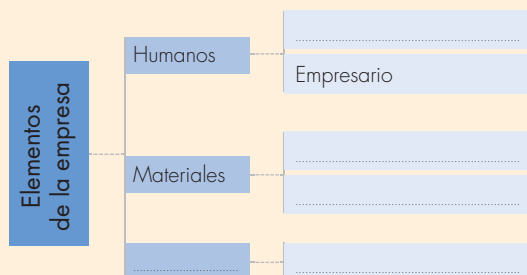 Elementos
de la empresa
Humanos
Empresario
Materiales